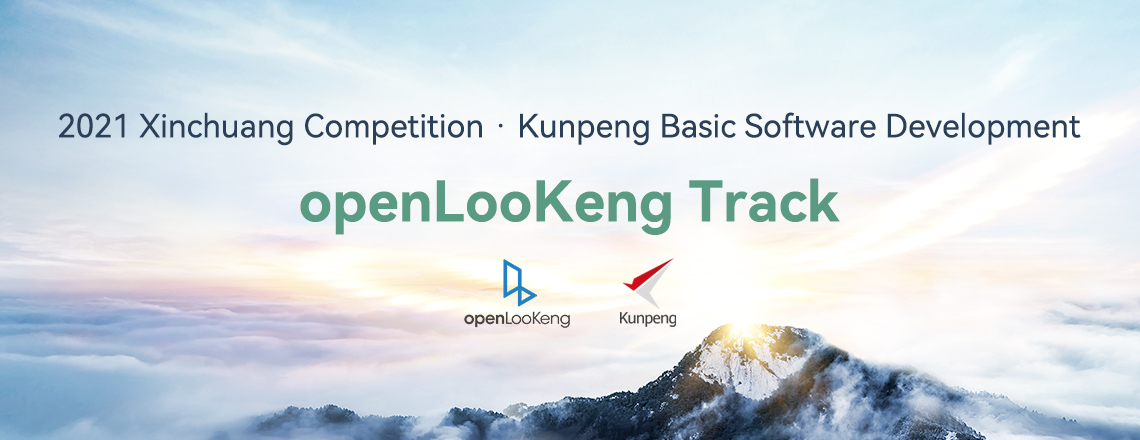 2021 Xinchuang Competition · Kunpeng Basic Software Development
openLooKeng Track
openLooKeng
Kunpeng